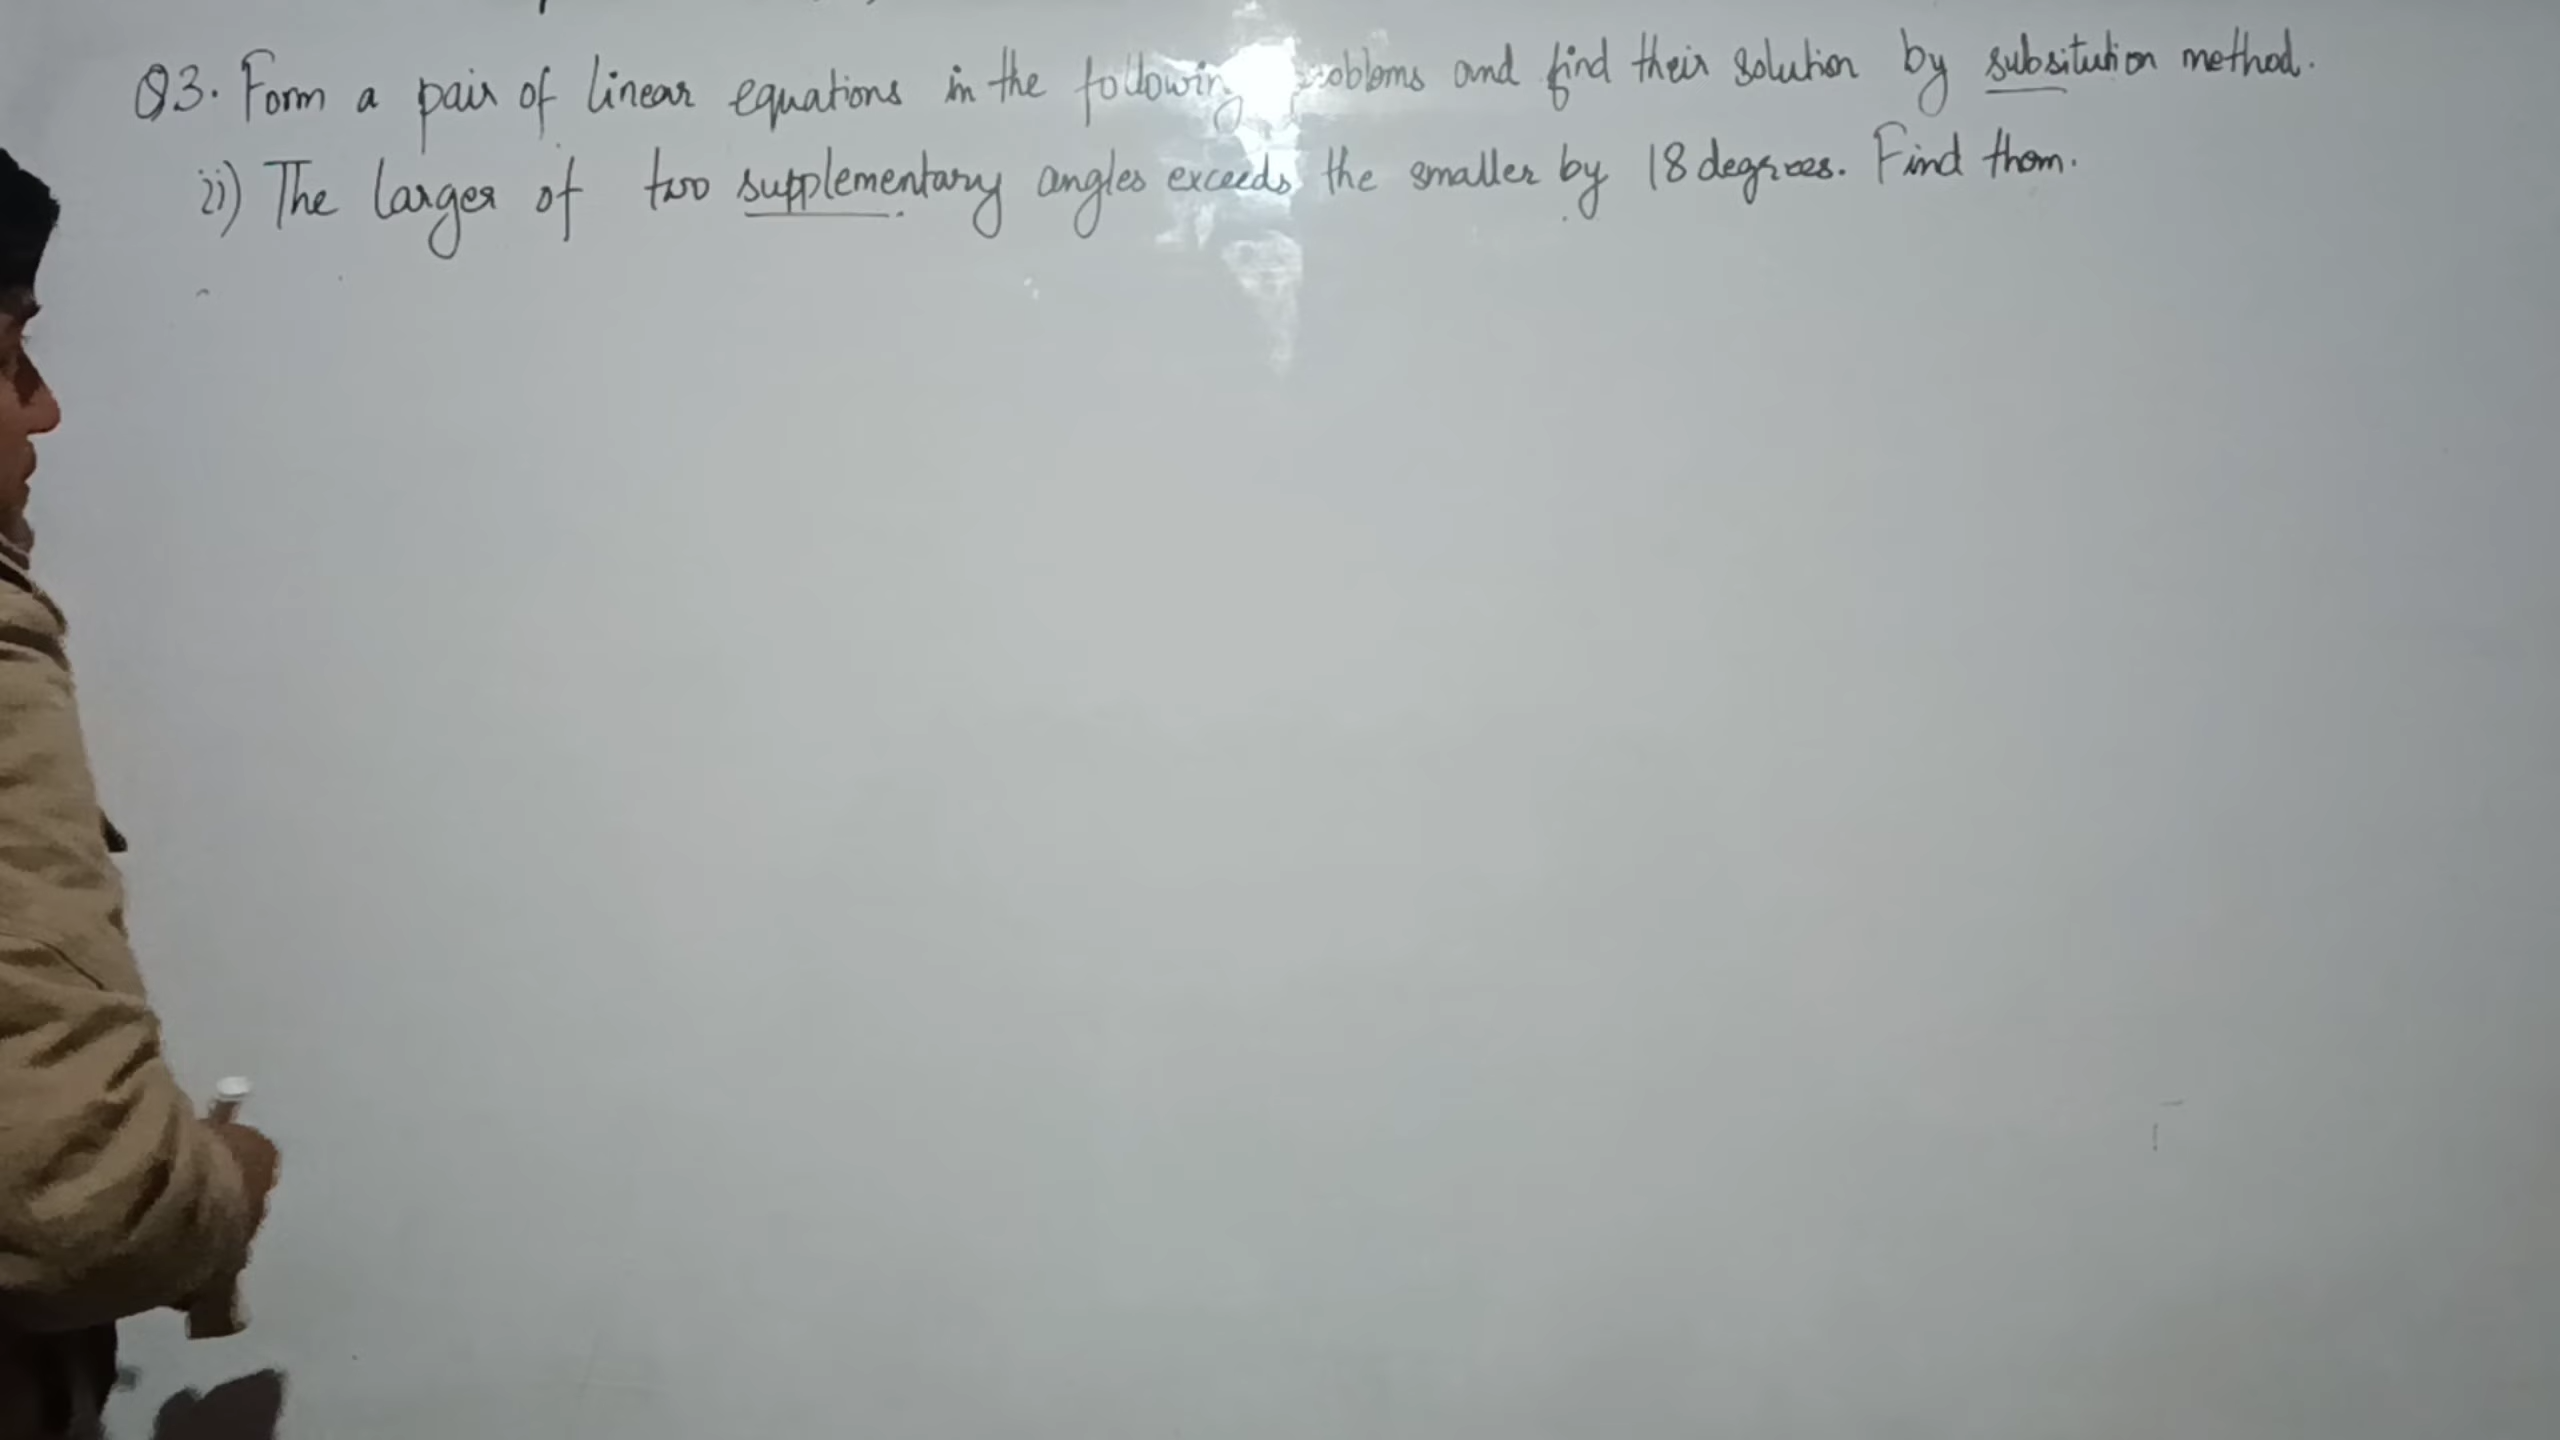 Q3. Form a pair of linear equations in the following problems and find their solution by subsitution method.
ii) The larger of two supplementary angles exceeds the smaller by 18 degrees. Find them.